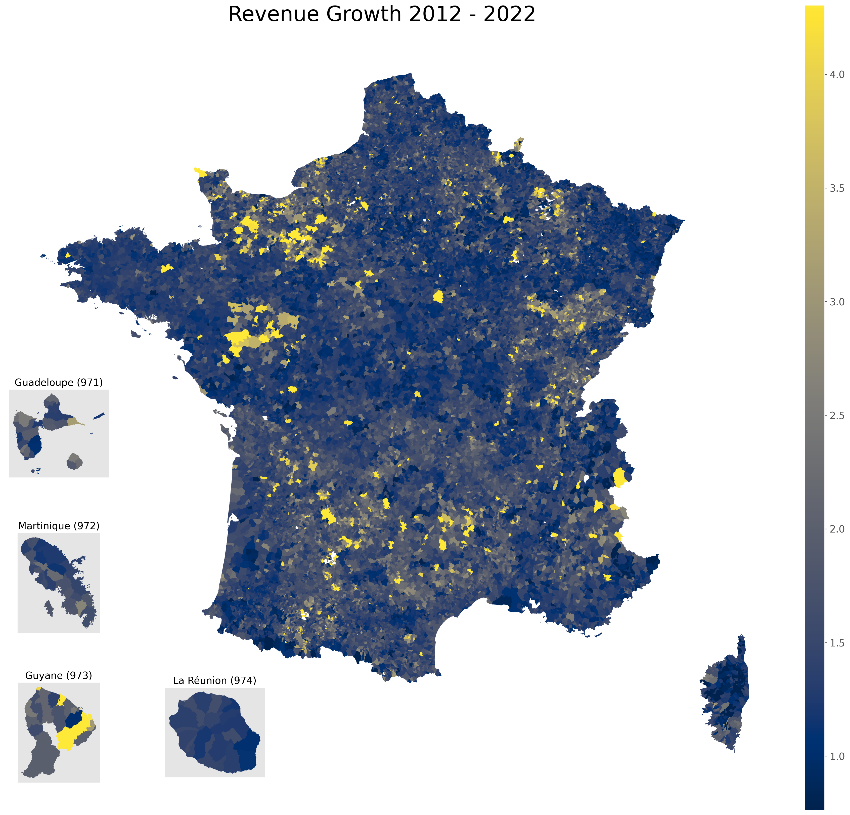 Revenue Growth 2012 - 2022
4.0
3.5
3.0
2.5
2.0
1.5
1.0
Guadeloupe (971)
Martinique (972)
Guyane (973)
La Réunion (974)